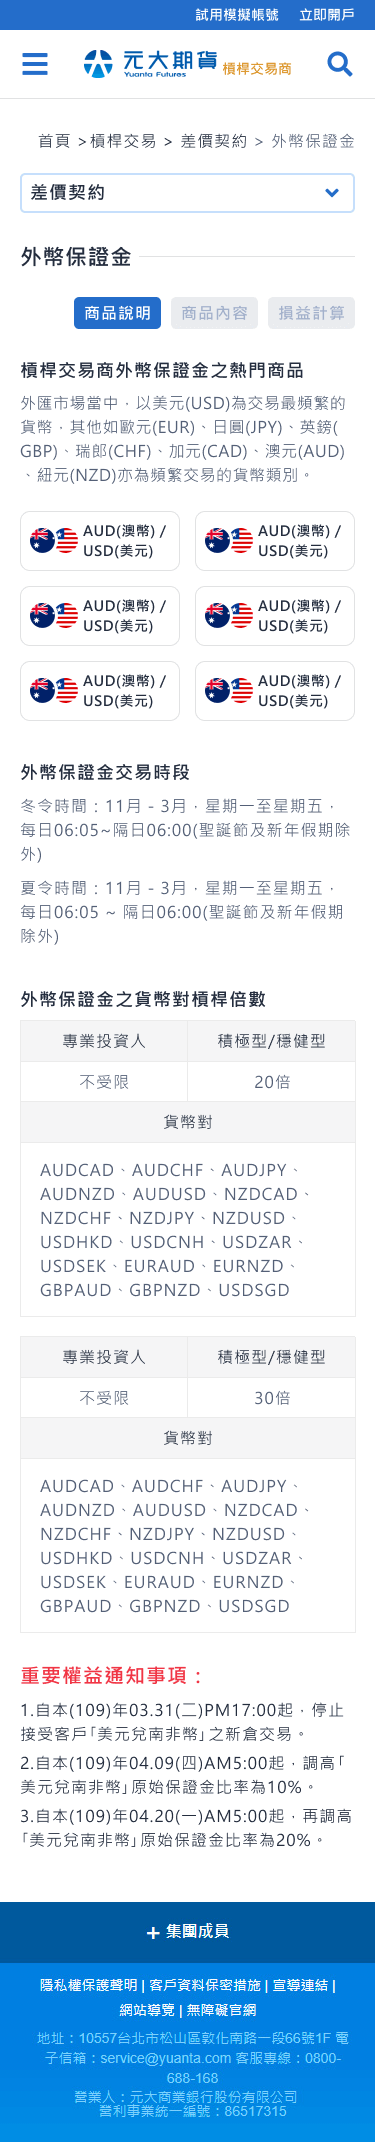 試用模擬帳號 立即開戶
元大期貨 槓桿交易商
Yuanta Futures
首頁 >槓桿交易 > 差價契約 > 外幣保證金
差價契約
外幣保證金
商品說明 商品內容 損益計算
槓桿交易商外幣保證金之熱門商品
外匯市場當中，以美元(USD)為交易最頻繁的
貨幣，其他如歐元(EUR)、日圓(JPY)、英鎊(
GBP)、瑞郎(CHF)、加元(CAD)、澳元(AUD)
、紐元(NZD)亦為頻繁交易的貨幣類別。
AUD(澳幣) /
USD(美元)
AUD(澳幣) /
USD(美元)
AUD(澳幣) /
USD(美元)
AUD(澳幣) /
USD(美元)
AUD(澳幣) /
USD(美元)
AUD(澳幣) /
USD(美元)
外幣保證金交易時段
冬令時間：11月 - 3月，星期一至星期五，
每日06:05~隔日06:00(聖誕節及新年假期除
外)
夏令時間：11月 - 3月，星期一至星期五，
每日06:05 ~ 隔日06:00(聖誕節及新年假期
除外)
外幣保證金之貨幣對槓桿倍數
專業投資人 積極型/穩健型
不受限 20倍
貨幣對
AUDCAD、AUDCHF、AUDJPY、
AUDNZD、AUDUSD、NZDCAD、
NZDCHF、NZDJPY、NZDUSD、
USDHKD、USDCNH、USDZAR、
USDSEK、EURAUD、EURNZD、
GBPAUD、GBPNZD、USDSGD
專業投資人 積極型/穩健型
不受限 30倍
貨幣對
AUDCAD、AUDCHF、AUDJPY、
AUDNZD、AUDUSD、NZDCAD、
NZDCHF、NZDJPY、NZDUSD、
USDHKD、USDCNH、USDZAR、
USDSEK、EURAUD、EURNZD、
GBPAUD、GBPNZD、USDSGD
重要權益通知事項：
1.自本(109)年03.31(二)PM17:00起，停止
接受客戶「美元兌南非幣」之新倉交易。
2.自本(109)年04.09(四)AM5:00起，調高「
美元兌南非幣」原始保證金比率為10%。
3.自本(109)年04.20(一)AM5:00起，再調高
「美元兌南非幣」原始保證金比率為20%。
+ 集團成員
隱私權保護聲明 | 客戶資料保密措施 | 宣導連結 |
網站導覽 | 無障礙官網
地址：10557台北市松山區敦化南路一段66號1F 電
子信箱：service@yuanta.com 客服專線：0800-
688-168
營業人：元大商業銀行股份有限公司
營利事業統一編號：86517315